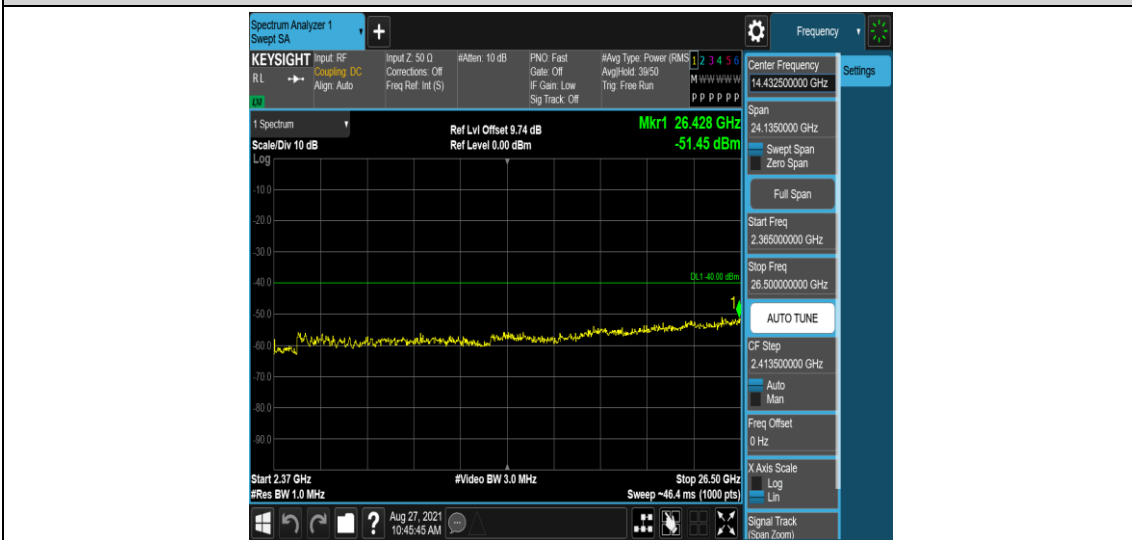 Spectrum Analyzer 1
Swept SA
+
Frequency
KEYSIGHT
RL
LXI
Input: RF
Coupling: DC
Align: Auto
Input Z: 50 Ω
Corrections: Off
Freq Ref: Int (S)
#Atten: 10 dB
PNO: Fast
Gate: Off
IF Gain: Low
Sig Track: Off
#Avg Type: Power (RMS
Avg|Hold: 39/50
Trig: Free Run
1 2 3 4 5 6
M W W W W W
P P P P P P
1 Spectrum
Scale/Div 10 dB
Log
Ref Lvl Offset 9.74 dB
Ref Level 0.00 dBm
Mkr1 26.428 GHz
-51.45 dBm
-10.0
-20.0
-30.0
-40.0
-50.0
-60.0
-70.0
-80.0
-90.0
DL1 -40.00 dBm
1
Start 2.37 GHz
#Res BW 1.0 MHz
#Video BW 3.0 MHz
Stop 26.50 GHz
Sweep ~46.4 ms (1000 pts)
?
Aug 27, 2021
10:45:45 AM
Center Frequency
14.432500000 GHz
Settings
Span
24.1350000 GHz
Swept Span
Zero Span
Full Span
Start Freq
2.365000000 GHz
Stop Freq
26.500000000 GHz
AUTO TUNE
CF Step
2.413500000 GHz
Auto
Man
Freq Offset
0 Hz
X Axis Scale
Log
Lin
Signal Track
(Span Zoom)